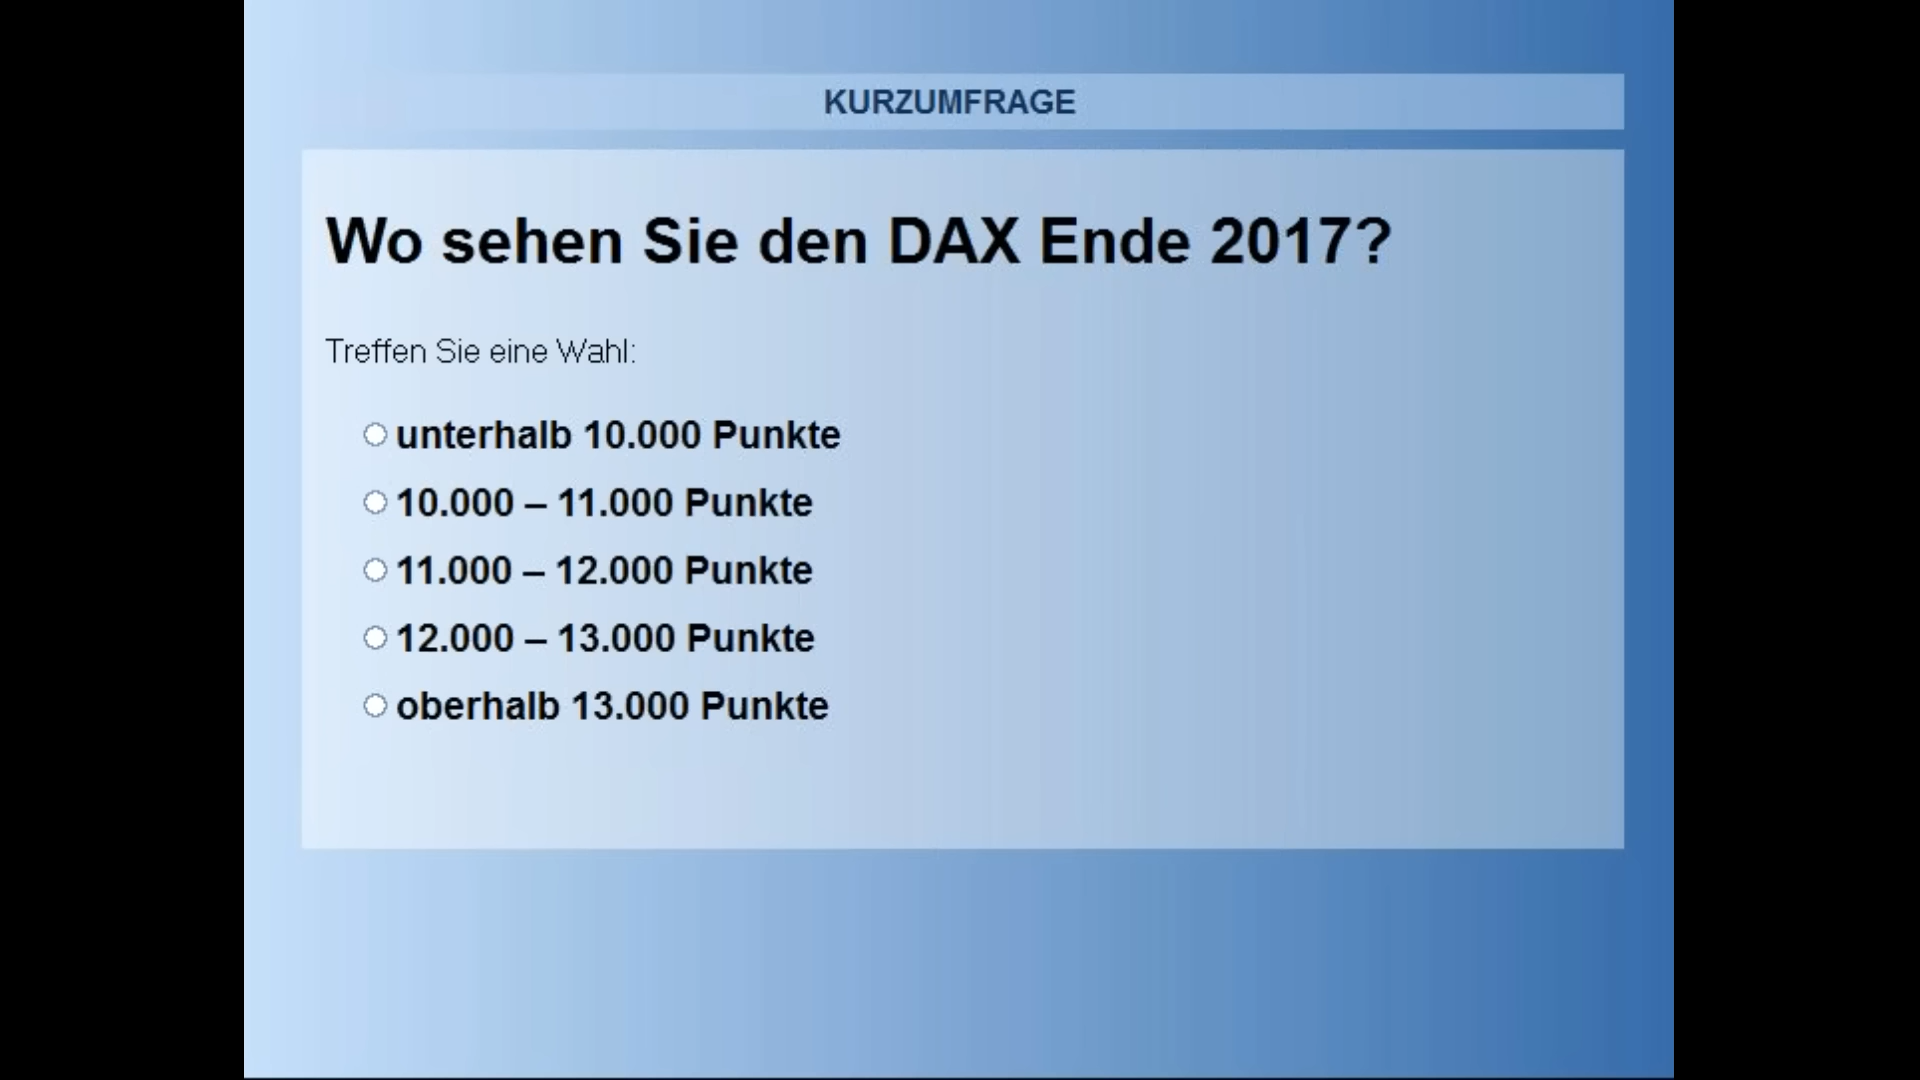 KURZUMFRAGE
Wo sehen Sie den DAX Ende 2017?
Treffen Sie eine Wahl:
unterhalb 10.000 Punkte
10.000 – 11.000 Punkte
11.000 – 12.000 Punkte
12.000 – 13.000 Punkte
oberhalb 13.000 Punkte